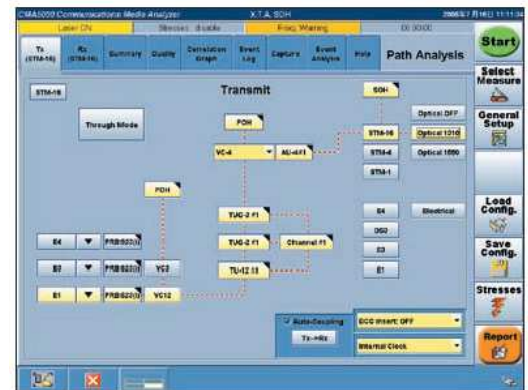 CMA5000 Communications Media Analyzer
X.T.A. SDH
Laser ON
Stresses: disable
Freq. Warning
Tx (STM-16)
Rx (STM-16)
Summary
Quality
Correlation Graph
Event Log
Capture
Event Analysis
Help
Path Analysis
Start
Select Measure
General Setup
Load Config.
Save Config.
Stresses
Report
STM-16
Transmit
SOH
Through Mode
POH
STM-16
Optical OFF
VC-4
AU-4 #1
Optical 1310
STM-4
Optical 1550
STM-1
POH
TUG-3 #1
E4
Electrical
DS3
E4
TUG-2 #1
Channel #1
E3
E3
VC3
TU-12 #1
E1
E1
VC12
Auto-Coupling
ECC Insert: OFF
Tx->Rx
Internal Clock